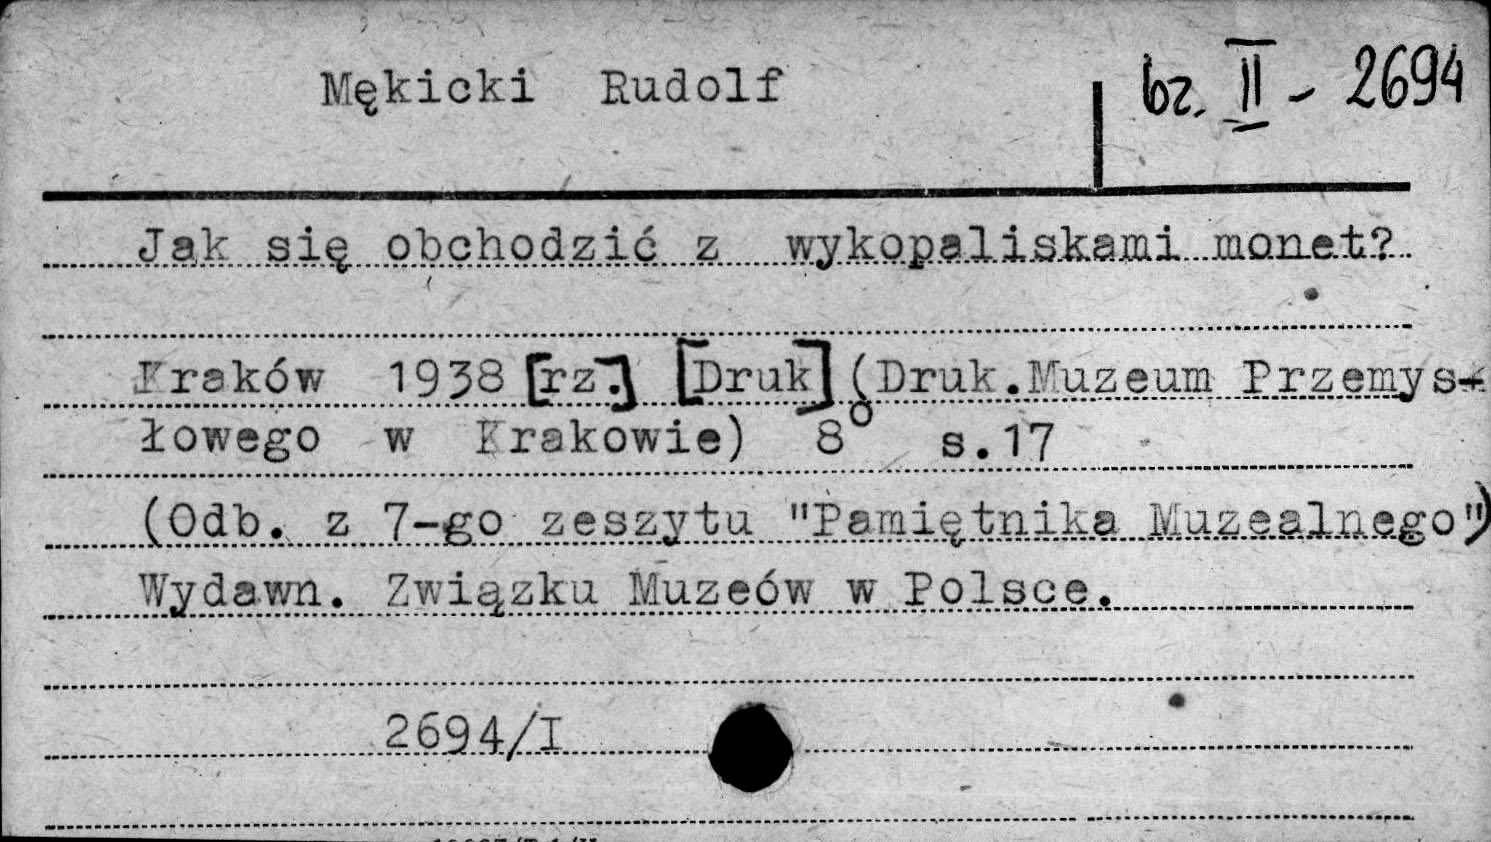 Mękicki Rudolf
bz. II - 2694
Jak się obchodzić z wykopaliskami monet?
Kraków 1938 [rz.] [Druk] (Druk.Muzeum Przemys-
łowego w Krakowie) 8° s.17
(Odb. z 7-go zeszytu "Pamiętnika Muzealnego")
Wydawn. Związku Muzeów w Polsce.
2694/I